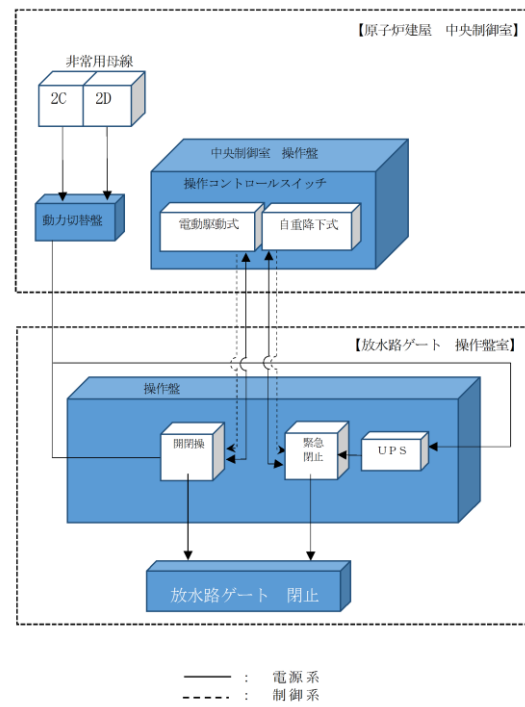 【原子炉建屋 中央制御室】
非常用母線
2C 2D
中央制御室 操作盤
操作コントロールスイッチ
電動駆動式 自重降下式
動力切替盤
【放水路ゲート 操作盤室】
操作盤
開閉操
緊急
閉止
UPS
放水路ゲート 閉止
: 電源系
: 制御系